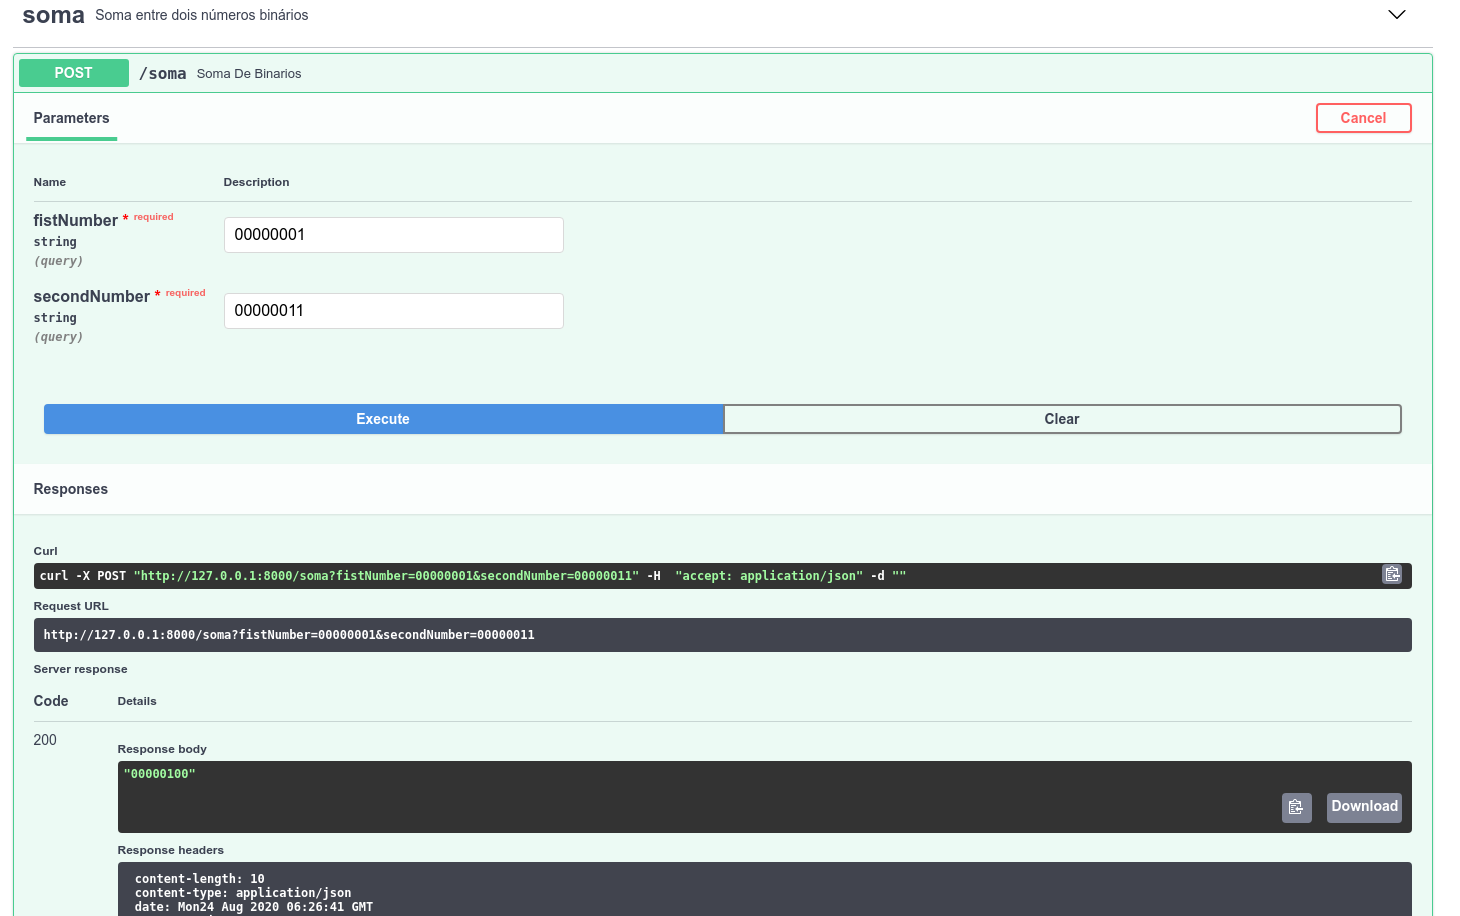 soma Soma entre dois números binários
POST /soma Soma De Binarios
Parameters Cancel
Name Description
fistNumber * required 00000001
string
(query)
secondNumber * required 00000011
string
(query)
Execute Clear
Responses
Curl
curl -X POST "http://127.0.0.1:8000/soma?fistNumber=00000001&secondNumber=00000011" -H  "accept: application/json" -d ""
Request URL
http://127.0.0.1:8000/soma?fistNumber=00000001&secondNumber=00000011
Server response
Code Details
200
Response body
"00000100"
Download
Response headers
content-length: 10
content-type: application/json
date: Mon24 Aug 2020 06:26:41 GMT